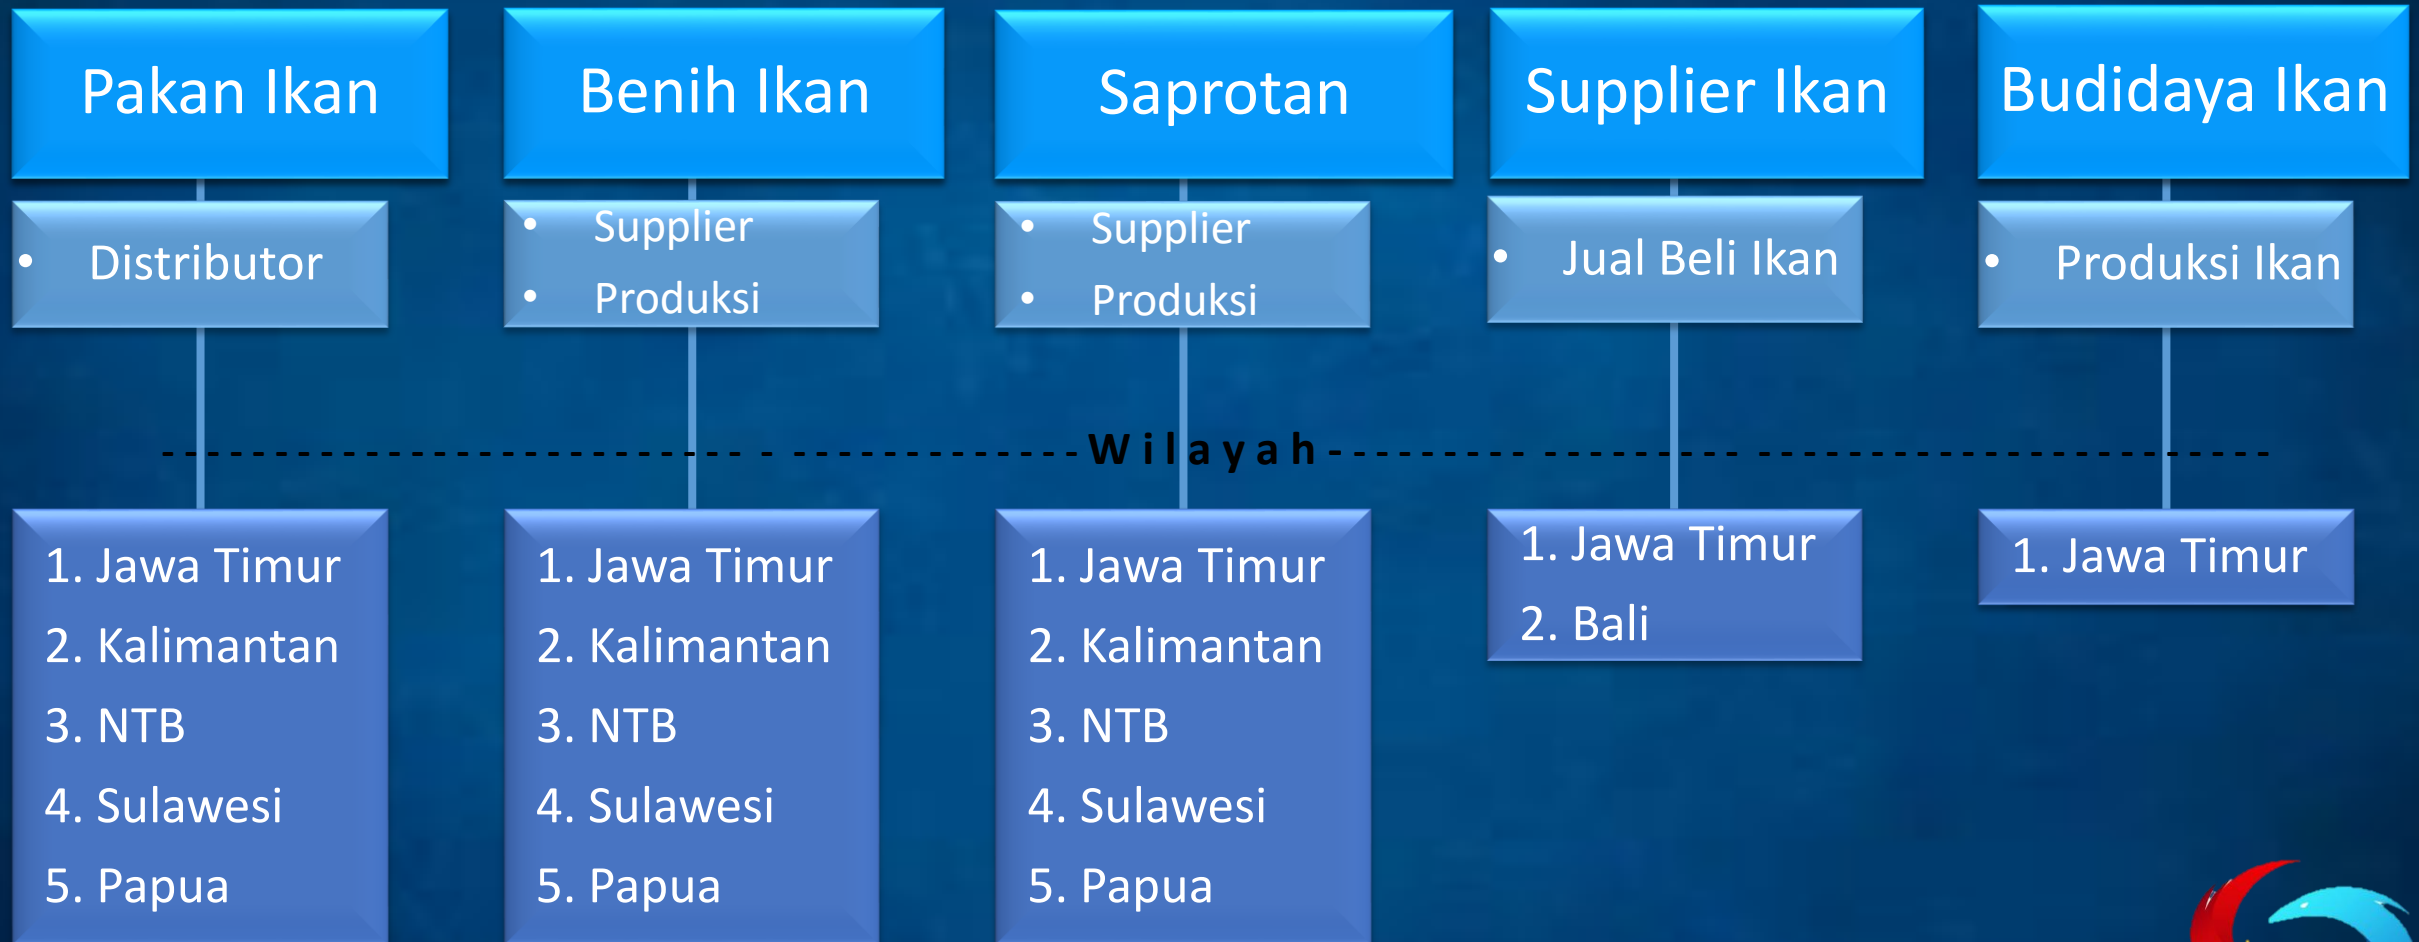 Pakan Ikan
Benih Ikan
Saprotan
Supplier Ikan
Budidaya Ikan
• Distributor
• Supplier
• Produksi
• Supplier
• Produksi
• Jual Beli Ikan
• Produksi Ikan
- - - - - - - - - - - - - - - - - - - - - - - - - - - - - - - - - - - - - - - - W i l a y a h - - - - - - - - - - - - - - - - - - - - - - - - - - - - - - - - - - - - - - - - - -
1. Jawa Timur
2. Kalimantan
3. NTB
4. Sulawesi
5. Papua
1. Jawa Timur
2. Kalimantan
3. NTB
4. Sulawesi
5. Papua
1. Jawa Timur
2. Kalimantan
3. NTB
4. Sulawesi
5. Papua
1. Jawa Timur
2. Bali
1. Jawa Timur